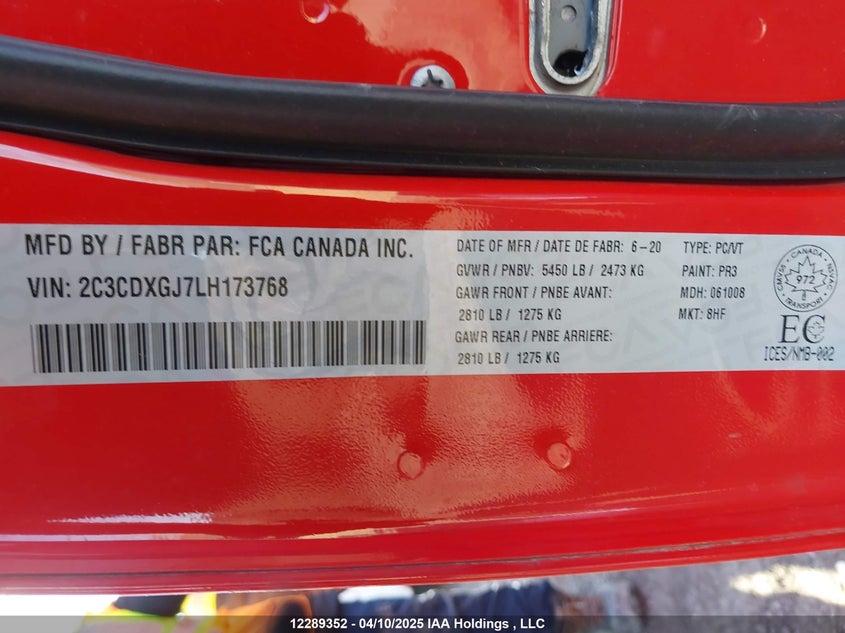 MFD BY / FABR PAR: FCA CANADA INC.
VIN: 2C3CDXGJ7LH173768
DATE OF MFR / DATE DE FABR: 6-20
GVWR / PNBV: 5450 LB / 2473 KG
GAWR FRONT / PNBE AVANT:
2810 LB / 1275 KG
GAWR REAR / PNBE ARRIERE:
2810 LB / 1275 KG
TYPE: PC/VT
PAINT: PR3
MDH: 061008
MKT: 8HF
CANADA
CMVSS
NSVAC
972
TRANSPORT
EC
ICES/NMB-002
12289352 - 04/10/2025 IAA Holdings , LLC